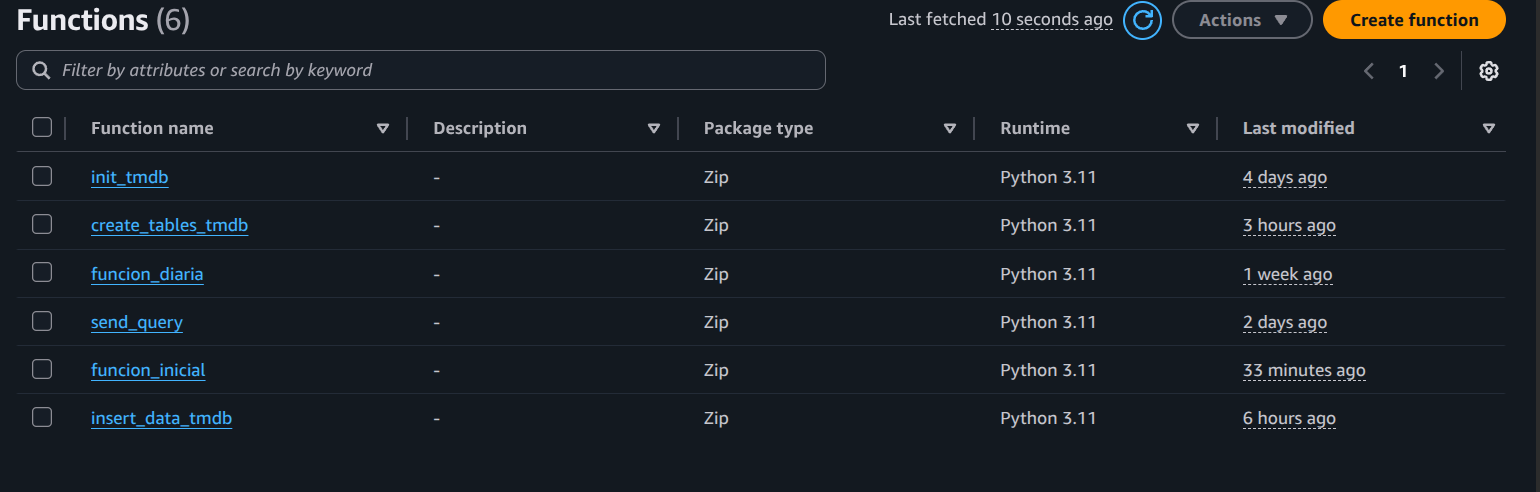 Functions (6) Last fetched 10 seconds ago Actions Create function
Filter by attributes or search by keyword 1
Function name Description Package type Runtime Last modified
init_tmdb - Zip Python 3.11 4 days ago
create_tables_tmdb - Zip Python 3.11 3 hours ago
funcion_diaria - Zip Python 3.11 1 week ago
send_query - Zip Python 3.11 2 days ago
funcion_inicial - Zip Python 3.11 33 minutes ago
insert_data_tmdb - Zip Python 3.11 6 hours ago